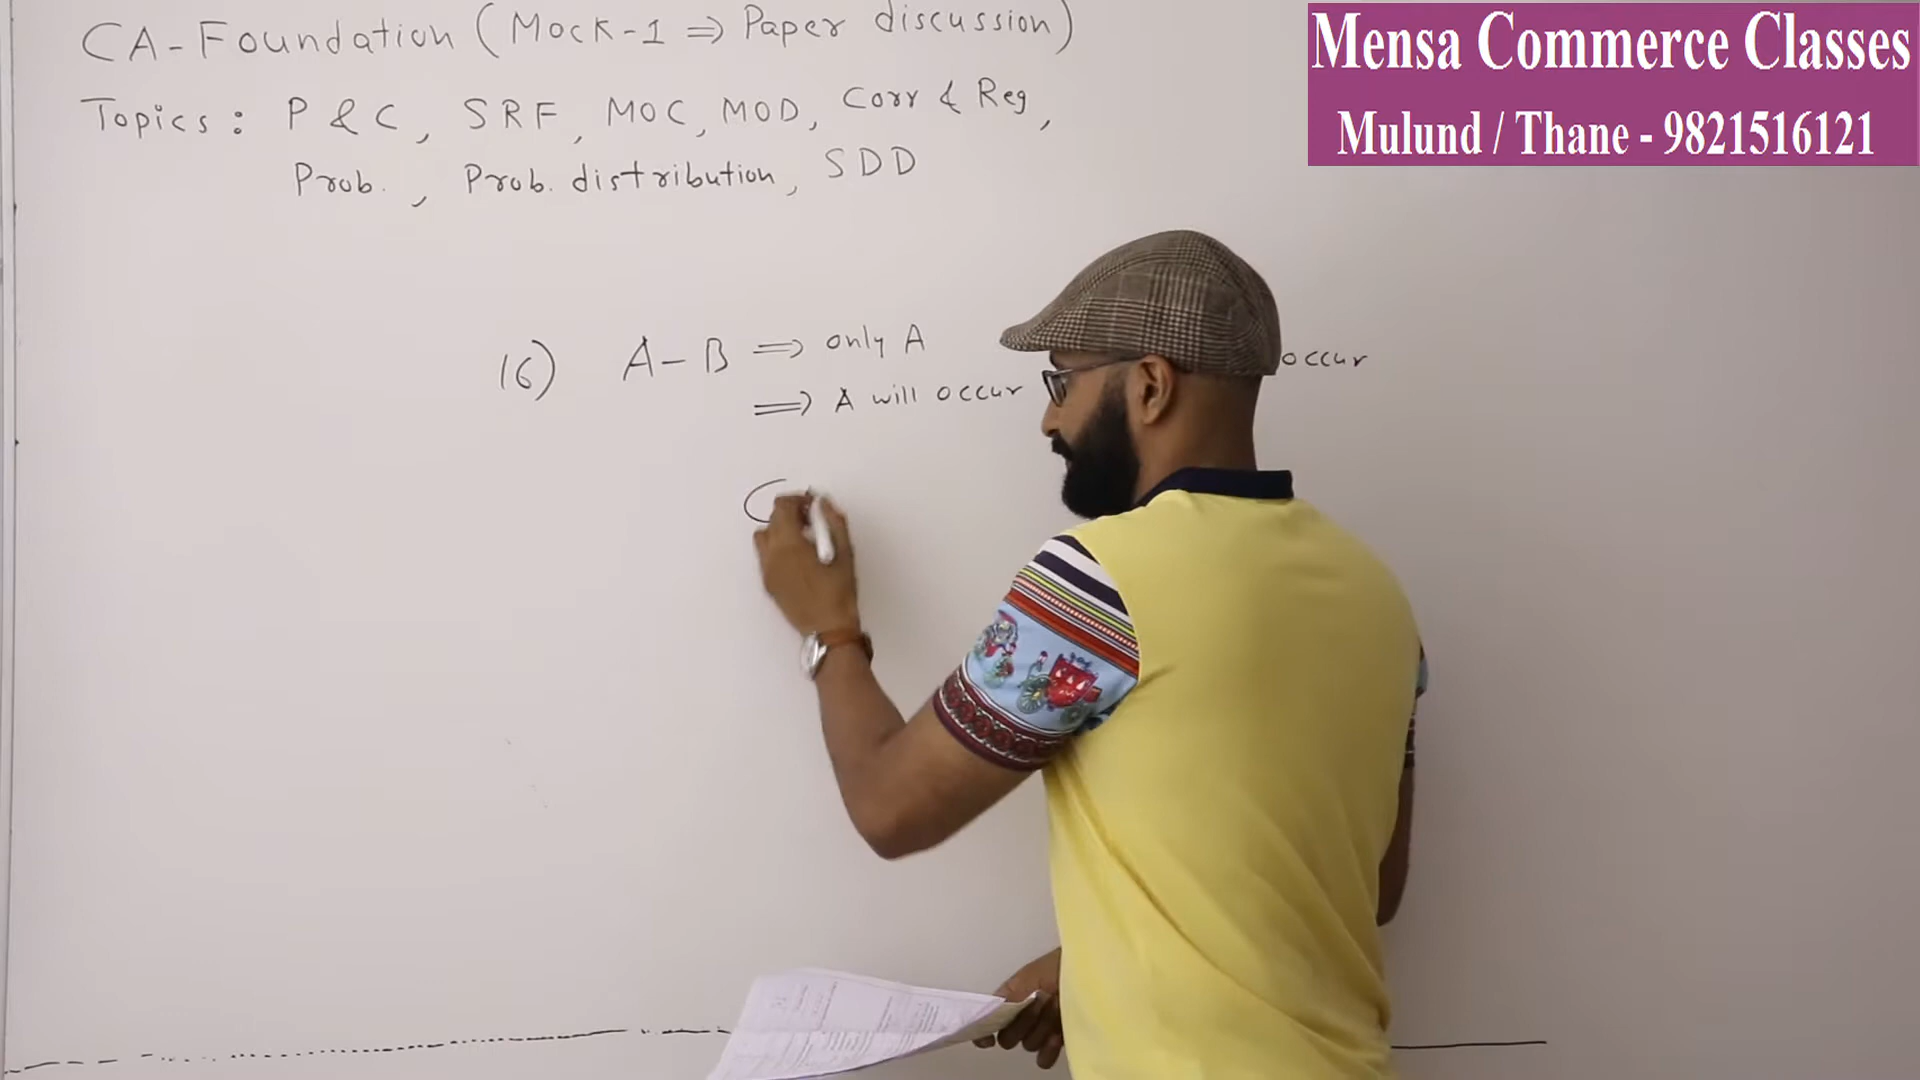 CA-Foundation (Mock-1 ⇒ Paper discussion)
Topics: P & C, SRF, MOC, MOD, Corr & Reg,
Prob., Prob. distribution, SDD
Mensa Commerce Classes
Mulund / Thane - 9821516121
16) A-B ⇒ only A
⇒ A will occur occur